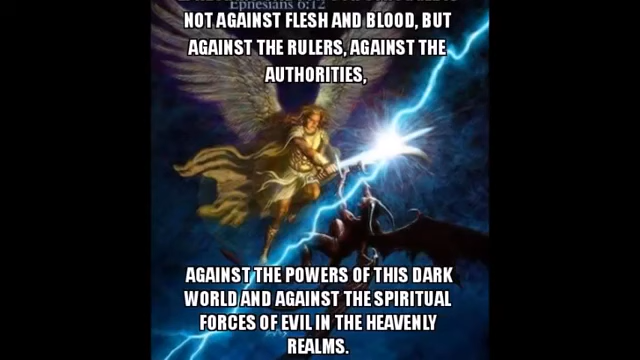 Ephesians 6:12
NOT AGAINST FLESH AND BLOOD, BUT
AGAINST THE RULERS, AGAINST THE
AUTHORITIES,
AGAINST THE POWERS OF THIS DARK
WORLD AND AGAINST THE SPIRITUAL
FORCES OF EVIL IN THE HEAVENLY
REALMS.